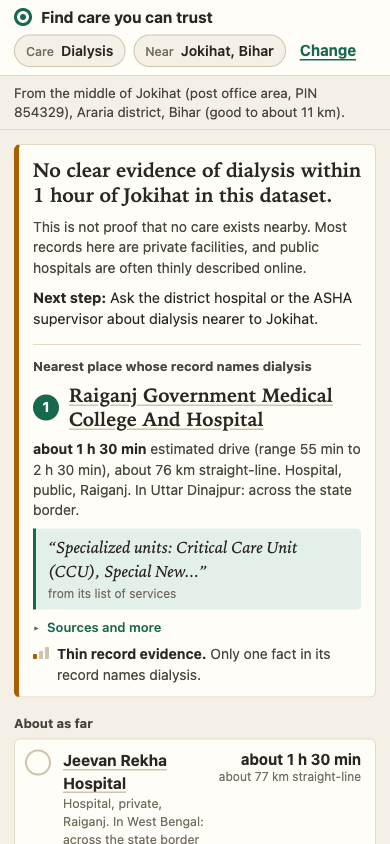 Find care you can trust
Care Dialysis
Near Jokihat, Bihar
Change
From the middle of Jokihat (post office area, PIN
854329), Araria district, Bihar (good to about 11 km).
No clear evidence of dialysis within
1 hour of Jokihat in this dataset.
This is not proof that no care exists nearby. Most
records here are private facilities, and public
hospitals are often thinly described online.
Next step: Ask the district hospital or the ASHA
supervisor about dialysis nearer to Jokihat.
Nearest place whose record names dialysis
1
Raiganj Government Medical
College And Hospital
about 1 h 30 min estimated drive (range 55 min to
2 h 30 min), about 76 km straight-line. Hospital,
public, Raiganj. In Uttar Dinajpur: across the state
border.
“Specialized units: Critical Care Unit
(CCU), Special New...”
from its list of services
Sources and more
Thin record evidence. Only one fact in its
record names dialysis.
About as far
Jeevan Rekha
Hospital
about 1 h 30 min
about 77 km straight-line
Hospital, private,
Raiganj. In West Bengal:
across the state border